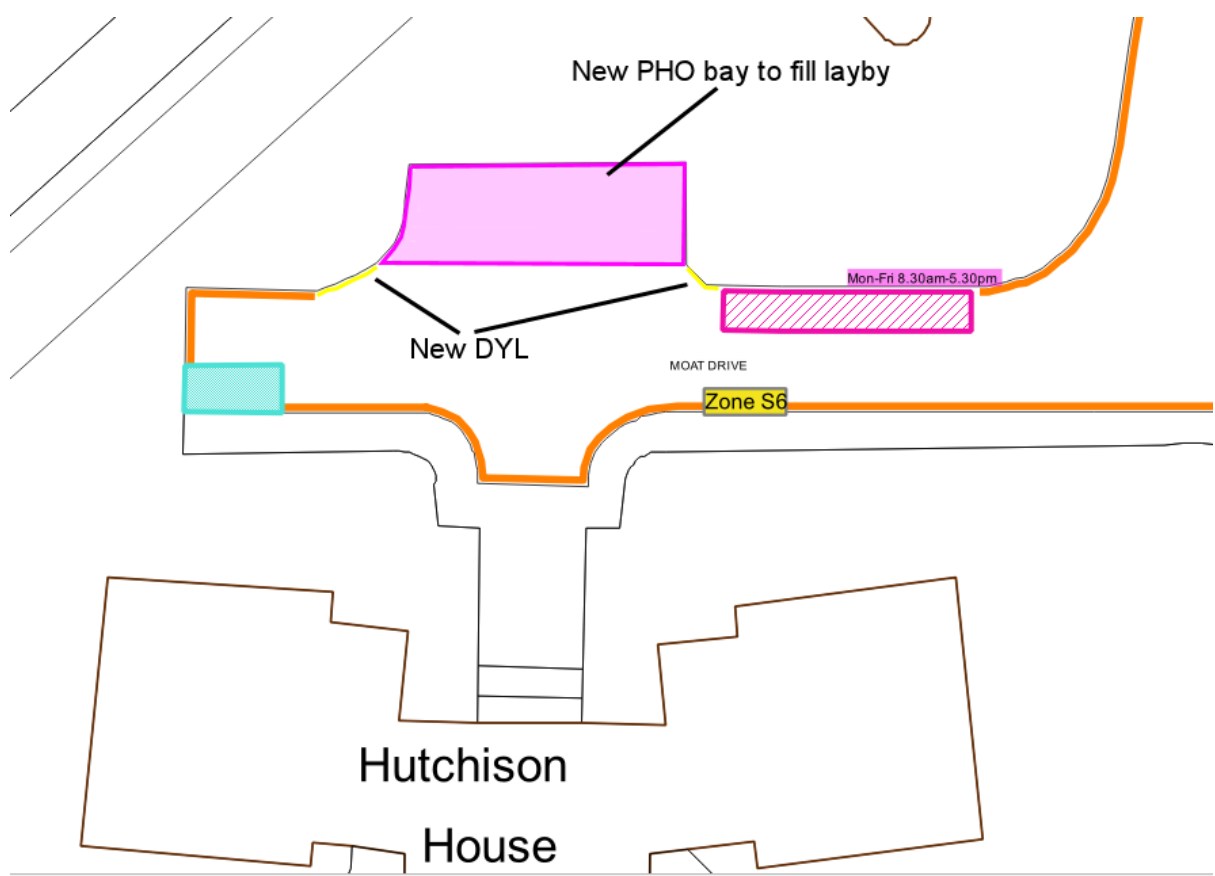 New PHO bay to fill layby
Mon-Fri 8.30am-5.30pm
New DYL
MOAT DRIVE
Zone S6
Hutchison
House